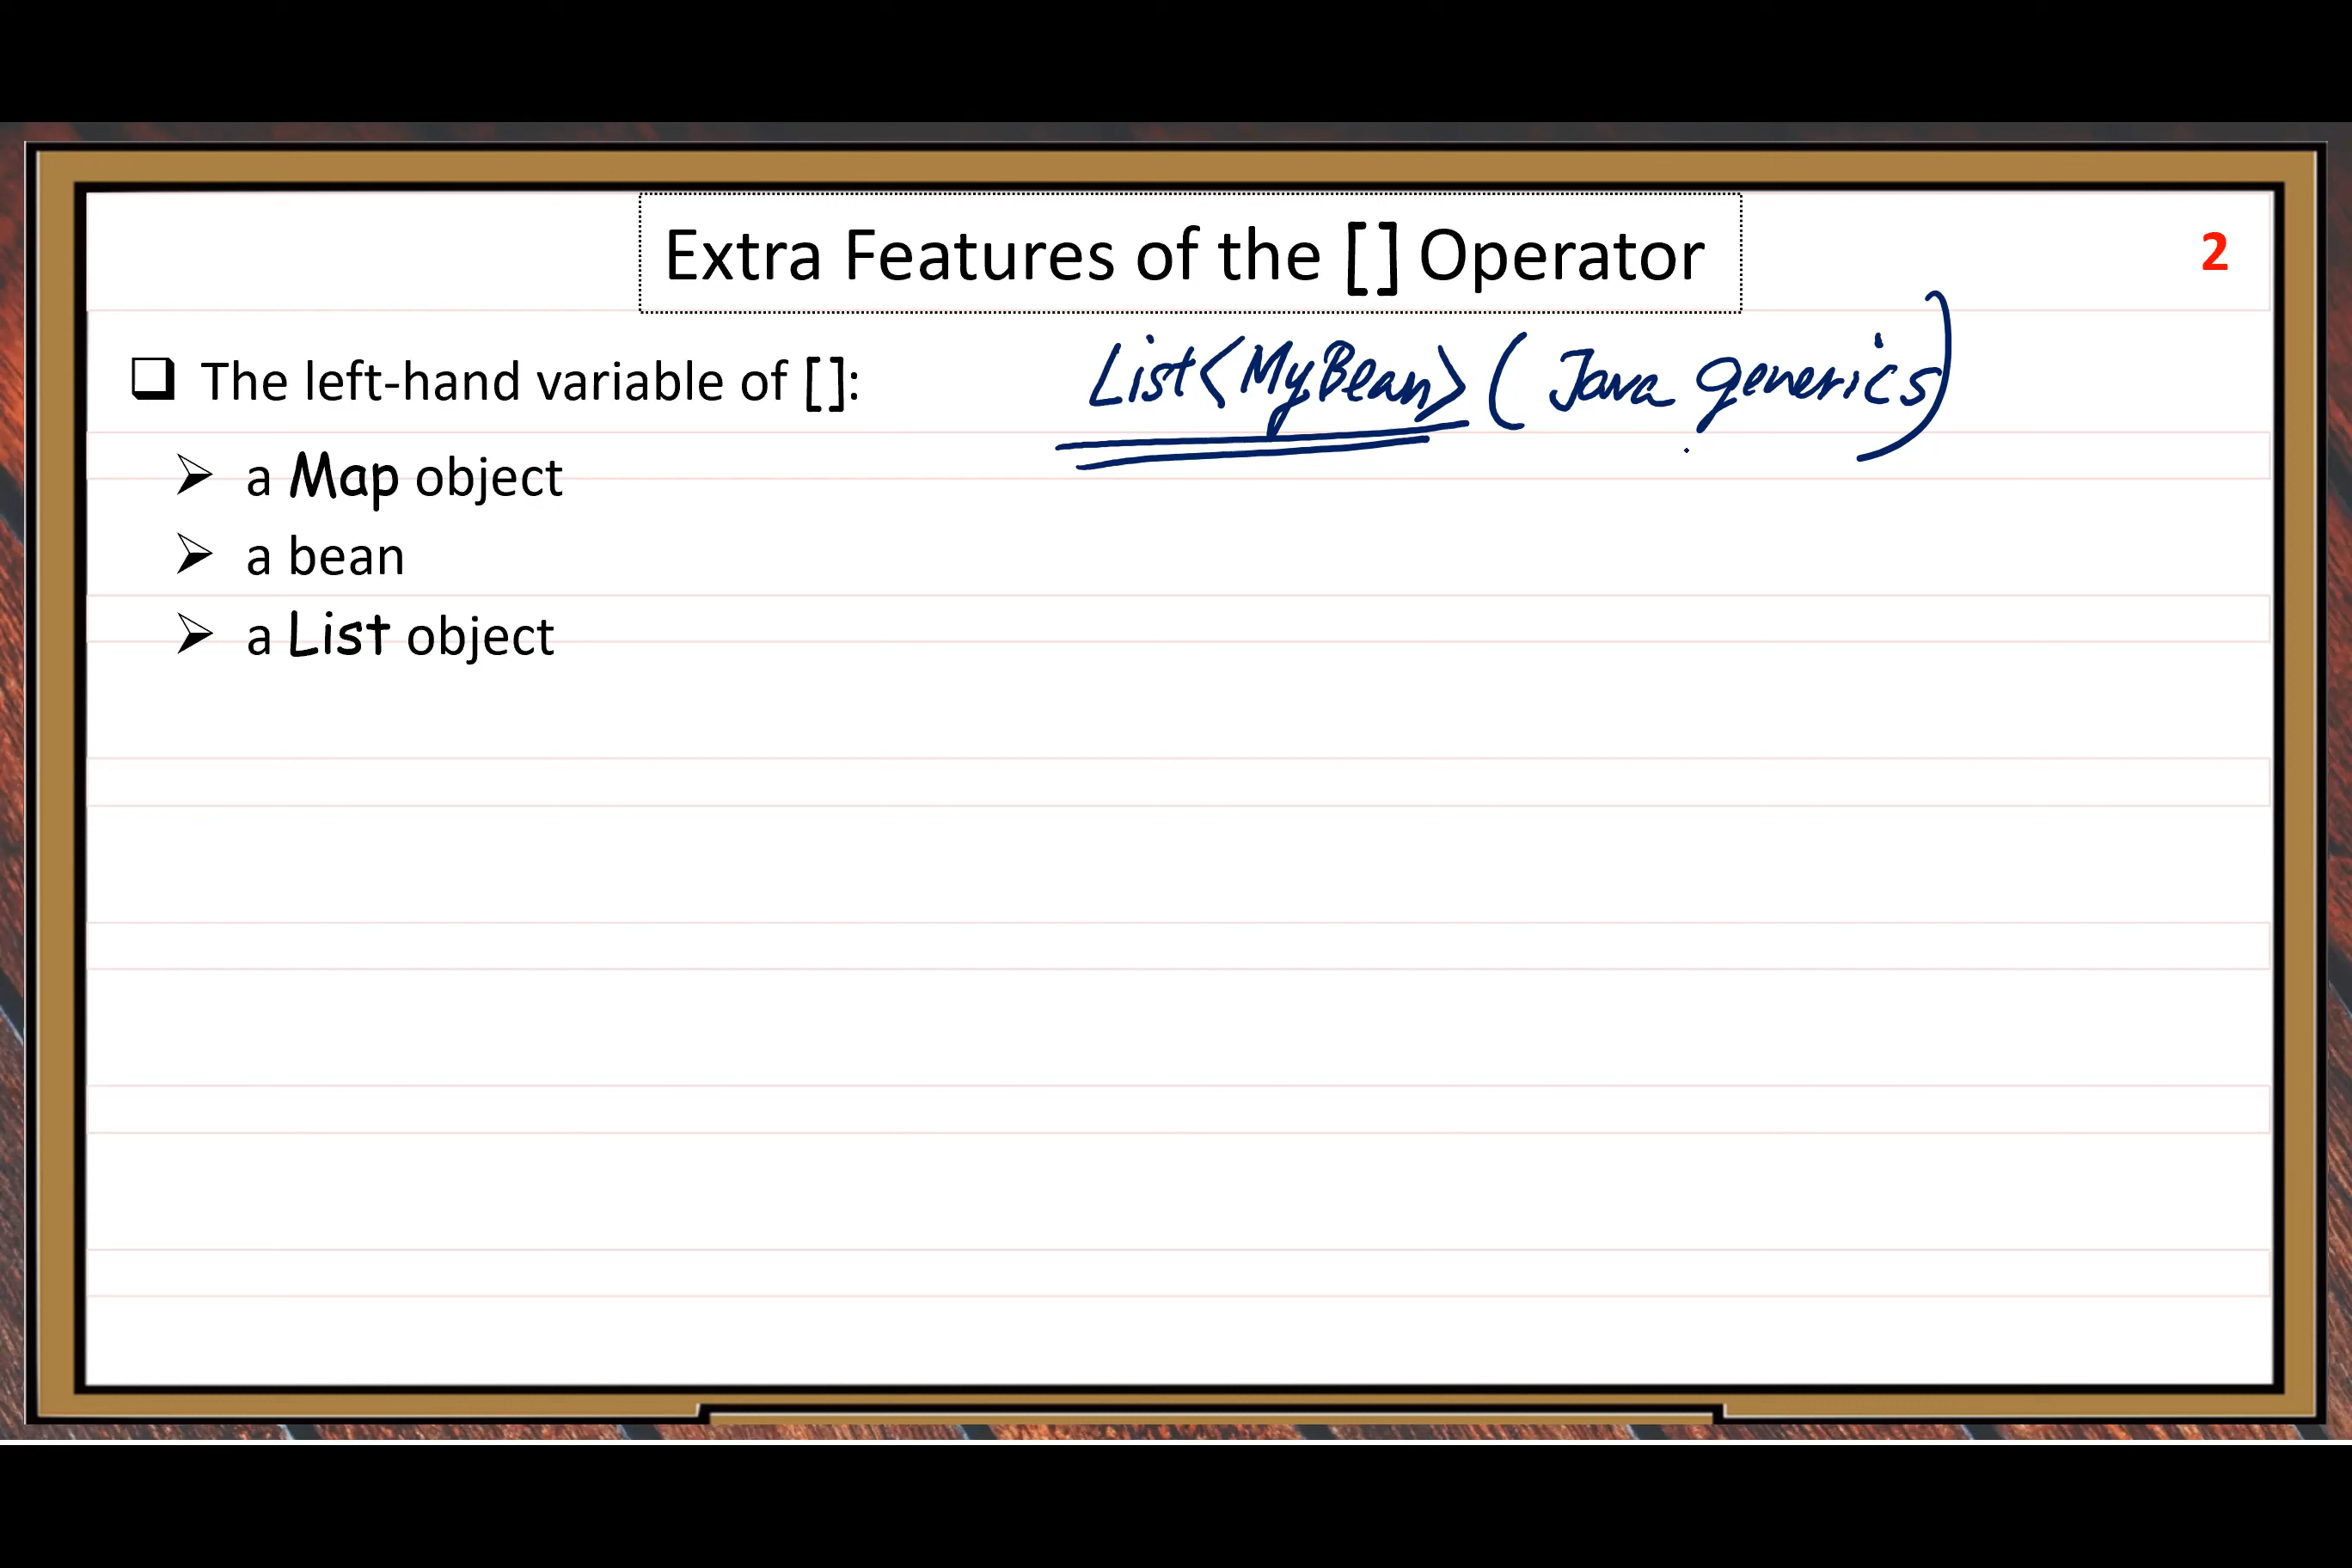 Extra Features of the [] Operator
2
The left-hand variable of []:
List<MyBean> (Java generics)
a Map object
a bean
a List object